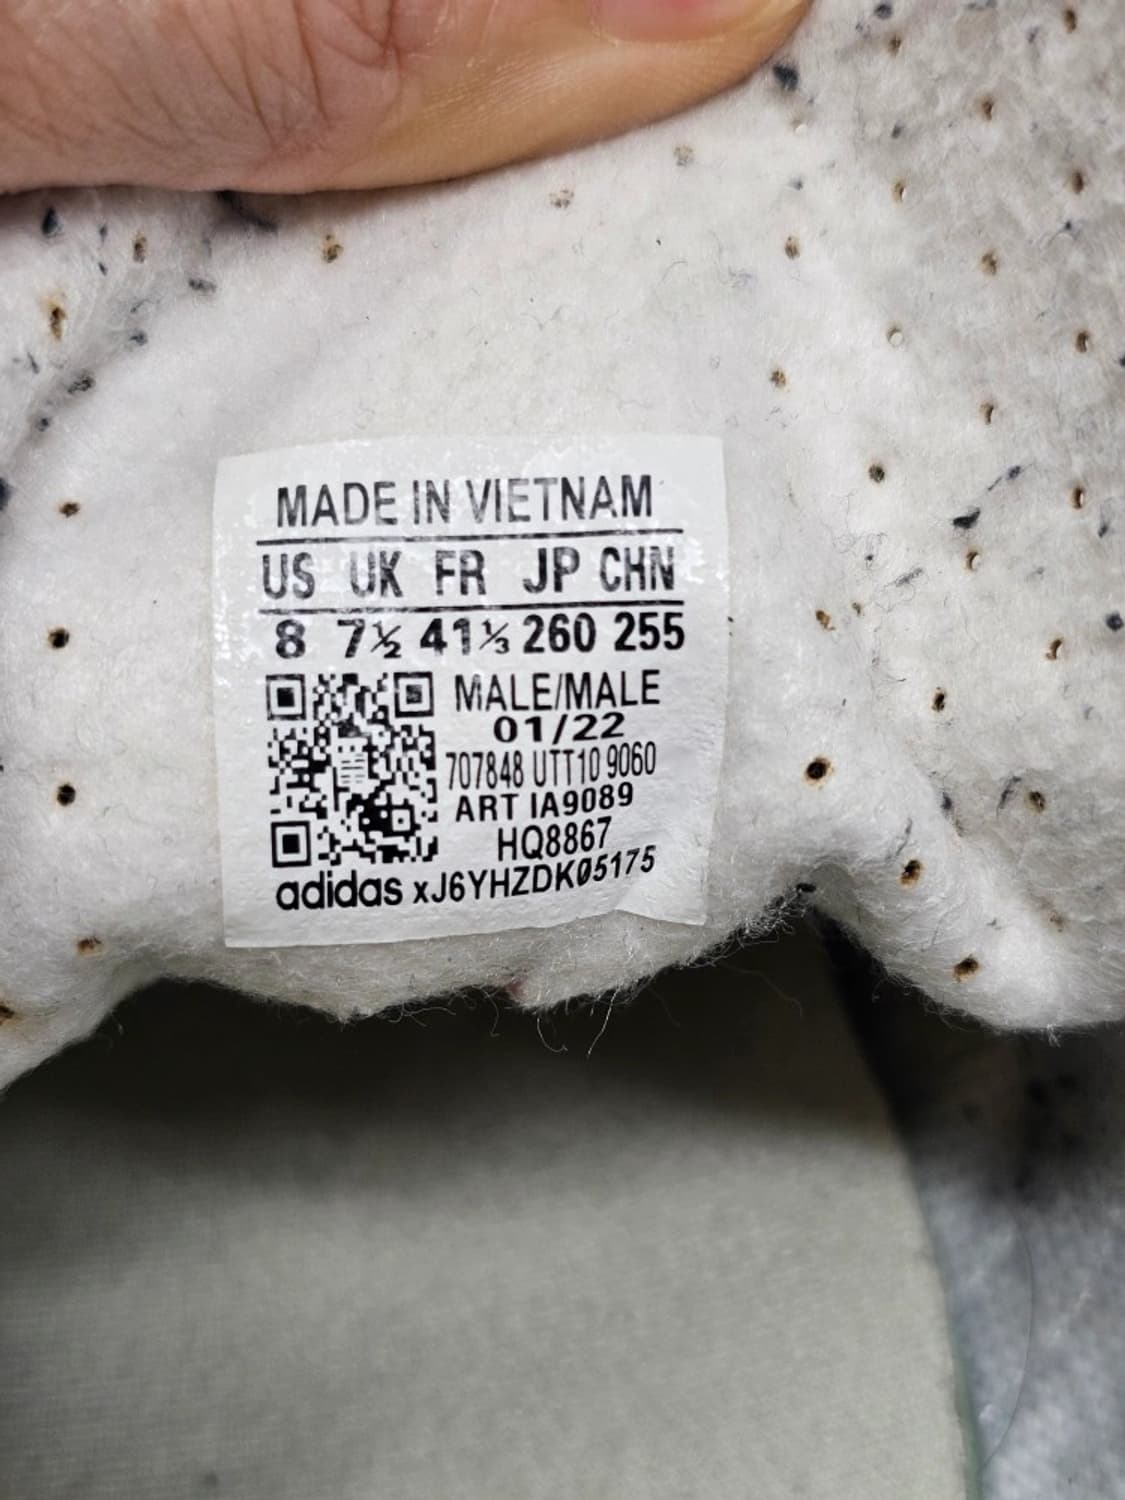 MADE IN VIETNAM
US UK FR JP CHN
8 7½ 41⅓ 260 255
MALE/MALE
01/22
707848 UTT10 9060
ART IA9089
HQ8867
adidas xJ6YHZDK05175